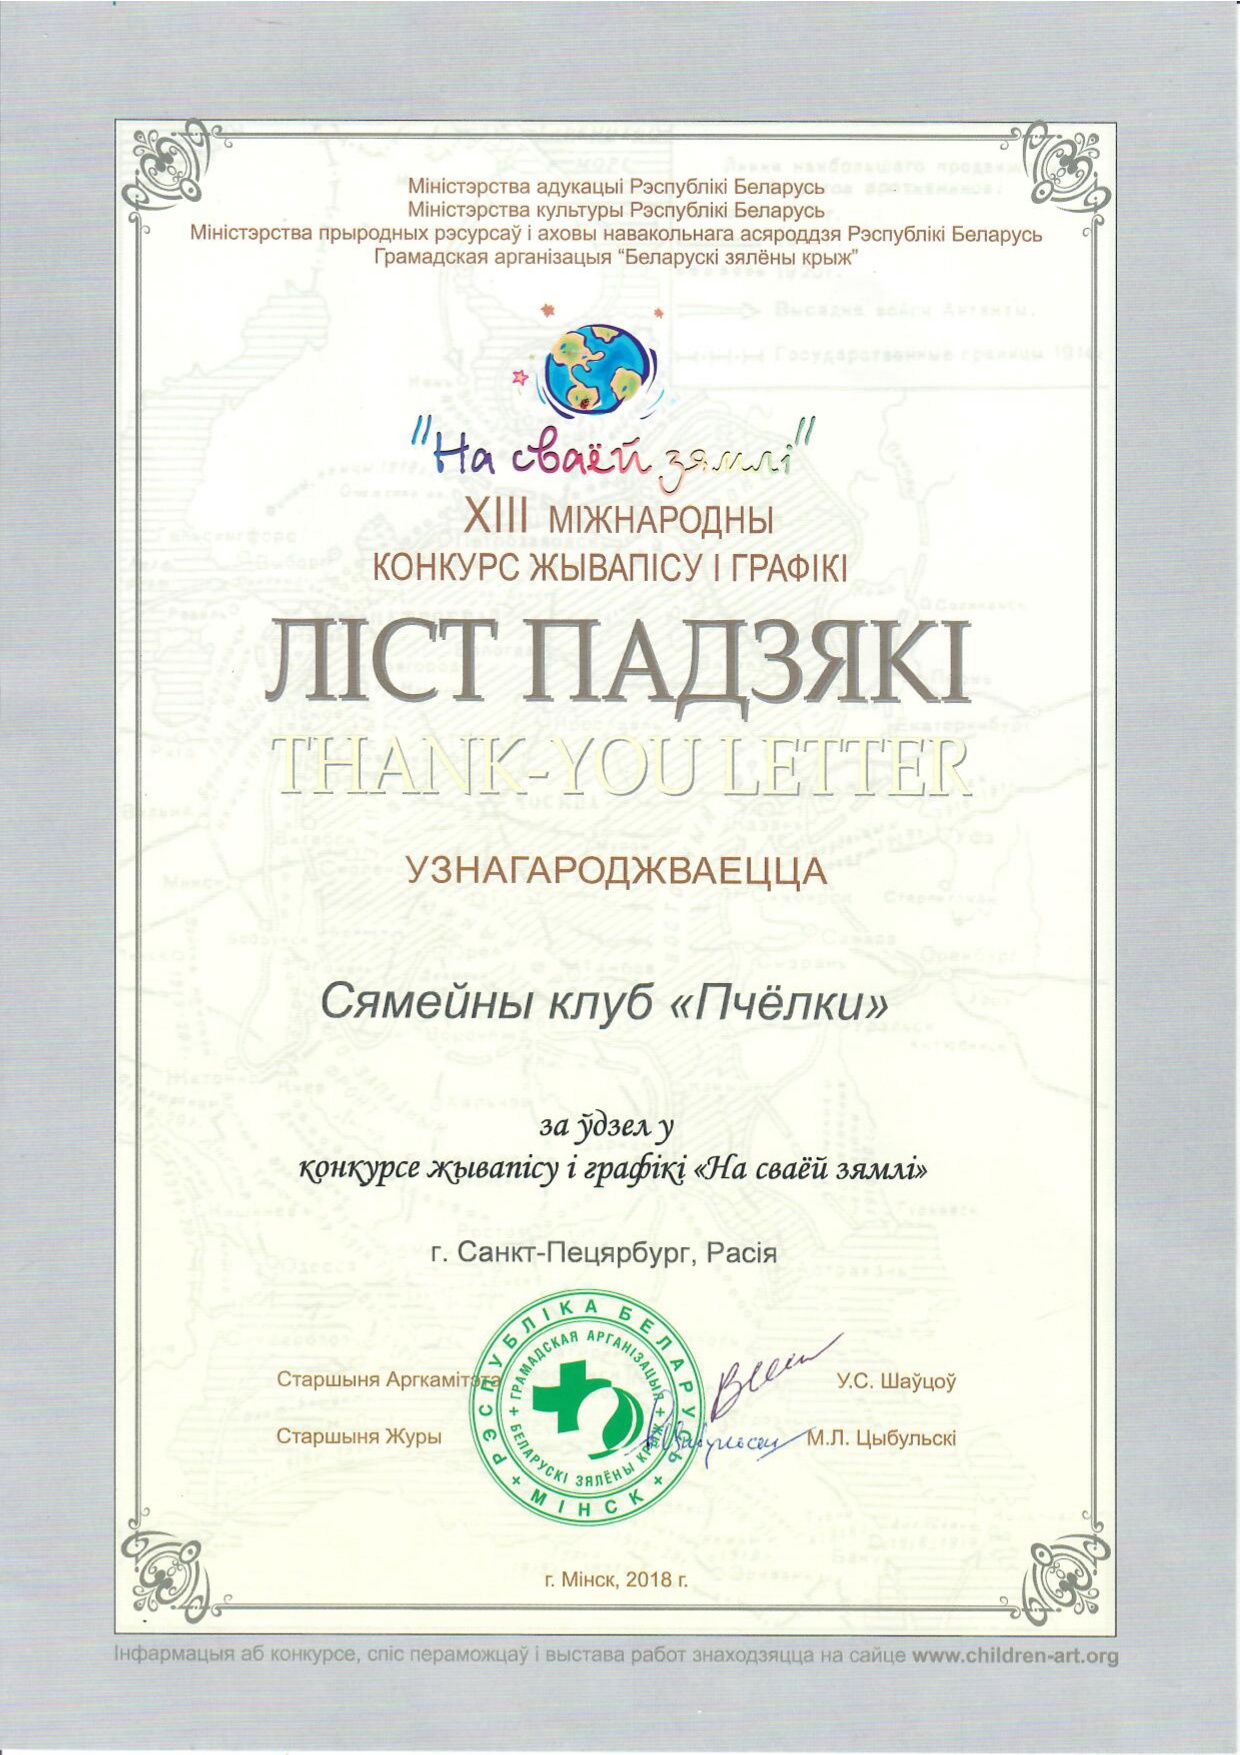 Міністэрства адукацыі Рэспублікі Беларусь
Міністэрства культуры Рэспублікі Беларусь
Міністэрства прыродных рэсурсаў і аховы навакольнага асяроддзя Рэспублікі Беларусь
Грамадская арганізацыя “Беларускі зялёны крыж”
"На сваёй зямлі"
XIII МІЖНАРОДНЫ
КОНКУРС ЖЫВАПІСУ І ГРАФІКІ
ЛІСТ ПАДЗЯКІ
THANK-YOU LETTER
УЗНАГАРОДЖВАЕЦЦА
Сямейны клуб «Пчёлки»
за ўдзел у
конкурсе жывапісу і графікі «На сваёй зямлі»
г. Санкт-Пецярбург, Расія
РЭСПУБЛІКА БЕЛАРУСЬ
ГРАМАДСКАЯ АРГАНІЗАЦЫЯ
БЕЛАРУСКІ ЗЯЛЁНЫ КРЫЖ
МІНСК
Старшыня Аргкамітэта У.С. Шаўцоў
Старшыня Журы М.Л. Цыбульскі
г. Мінск, 2018 г.
Інфармацыя аб конкурсе, спіс пераможцаў і выстава работ знаходзяцца на сайце www.children-art.org